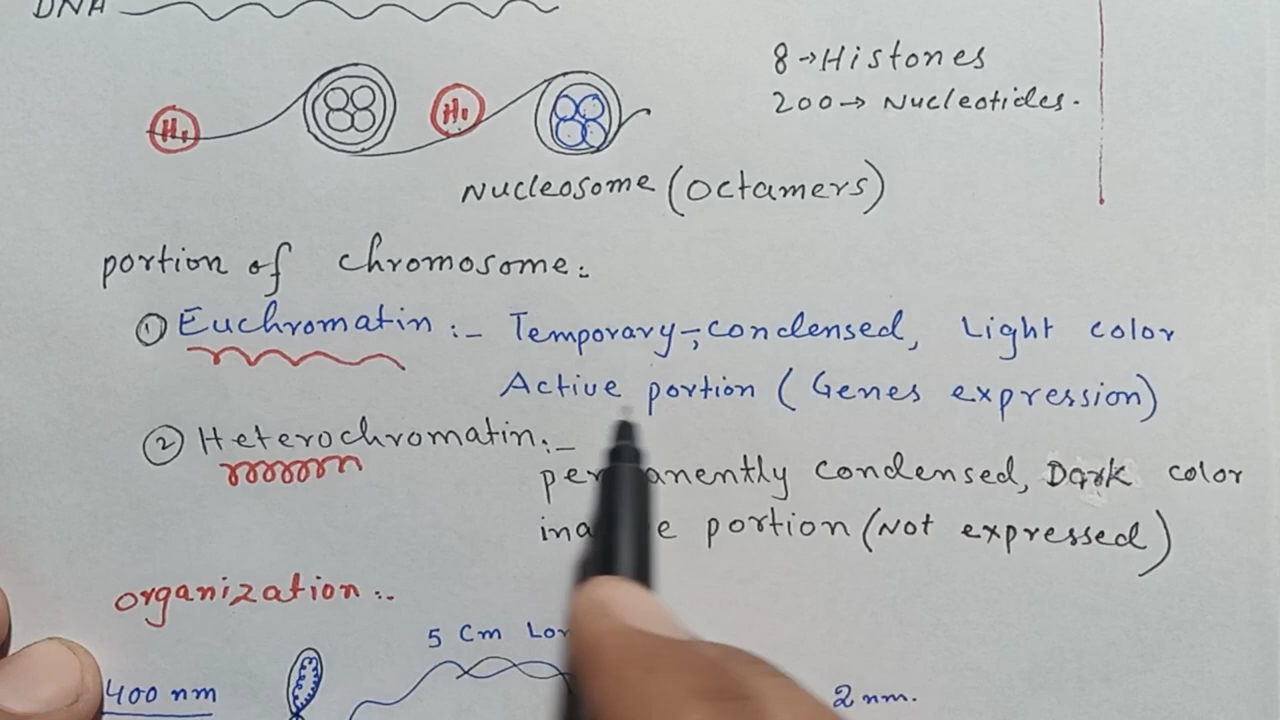 DNA
8→Histones
200→ Nucleotides.
H₁ H₁
Nucleosome (Octamers)
portion of chromosome:
① Euchromatin :- Temporary-;condensed, Light color
Active portion (Genes expression)
② Heterochromatin:-
condensed, Dark color
portion (Not expressed)
organization :.
5 Cm
400 nm
2 nm.